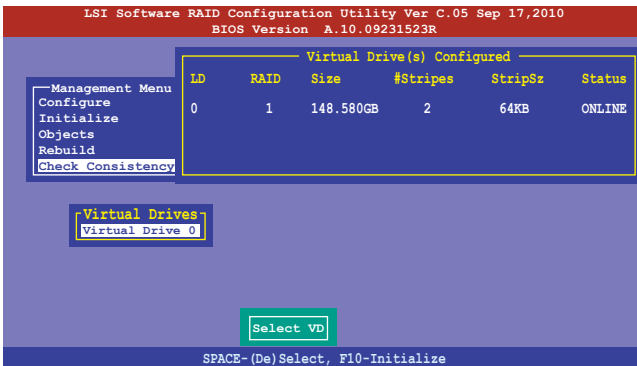 LSI Software RAID Configuration Utility Ver C.05 Sep 17,2010
BIOS Version A.10.09231523R
Virtual Drive(s) Configured
LD RAID Size #Stripes StripSz Status
0 1 148.580GB 2 64KB ONLINE
Management Menu
Configure
Initialize
Objects
Rebuild
Check Consistency
Virtual Drives
Virtual Drive 0
Select VD
SPACE-(De)Select, F10-Initialize